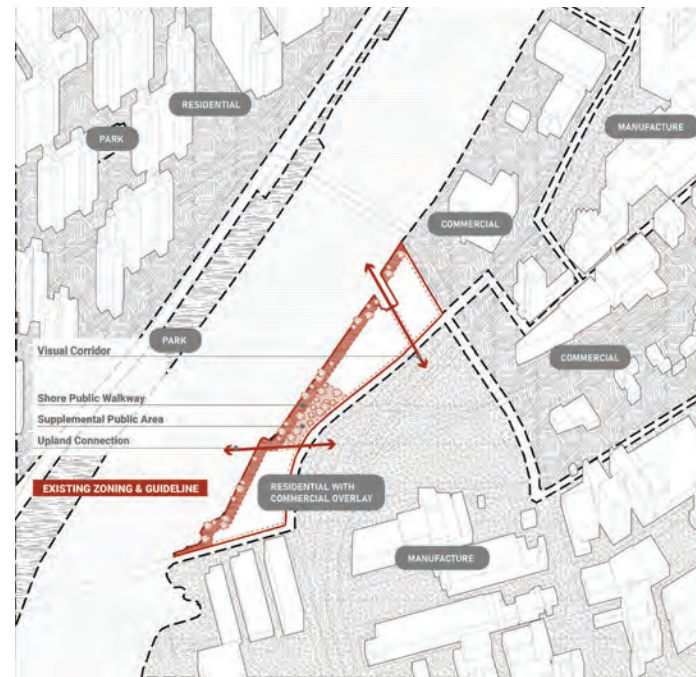 RESIDENTIAL
PARK
MANUFACTURE
COMMERCIAL
PARK
Visual Corridor
COMMERCIAL
Shore Public Walkway
Supplemental Public Area
Upland Connection
EXISTING ZONING & GUIDELINE
RESIDENTIAL WITH
COMMERCIAL OVERLAY
MANUFACTURE